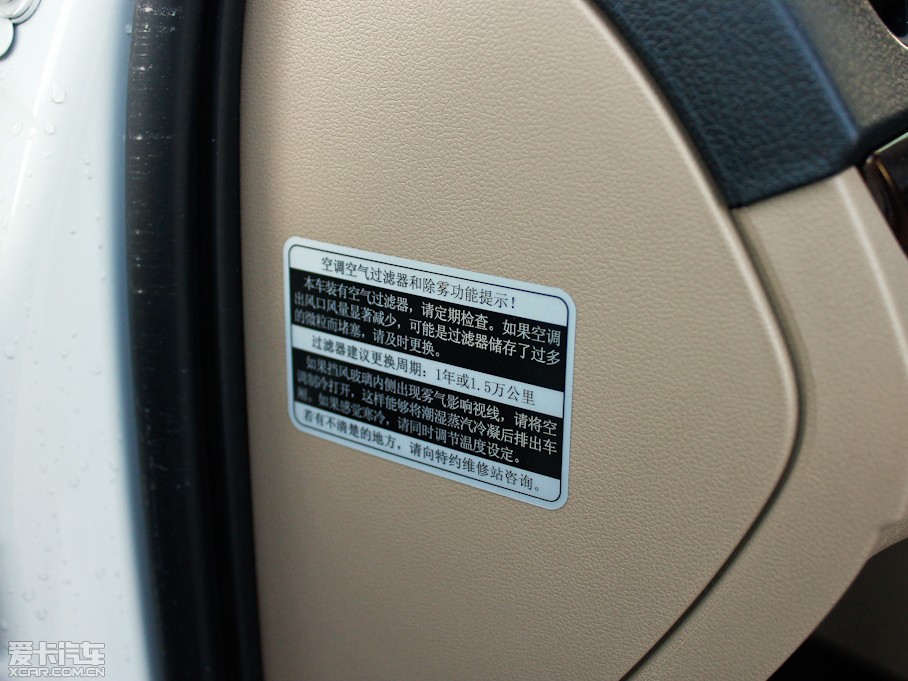 空调空气过滤器和除雾功能提示！
本车装有空气过滤器，请定期检查。如果空调
出风口风量显著减少，可能是过滤器储存了过多
的微粒而堵塞，请及时更换。
过滤器建议更换周期：1年或1.5万公里
如果挡风玻璃内侧出现雾气影响视线，请将空
调制冷打开，这样能够将潮湿蒸汽冷凝后排出车
厢。如果感觉寒冷，请同时调节温度设定。
若有不清楚的地方，请向特约维修站咨询。
爱卡汽车
XCAR.COM.CN